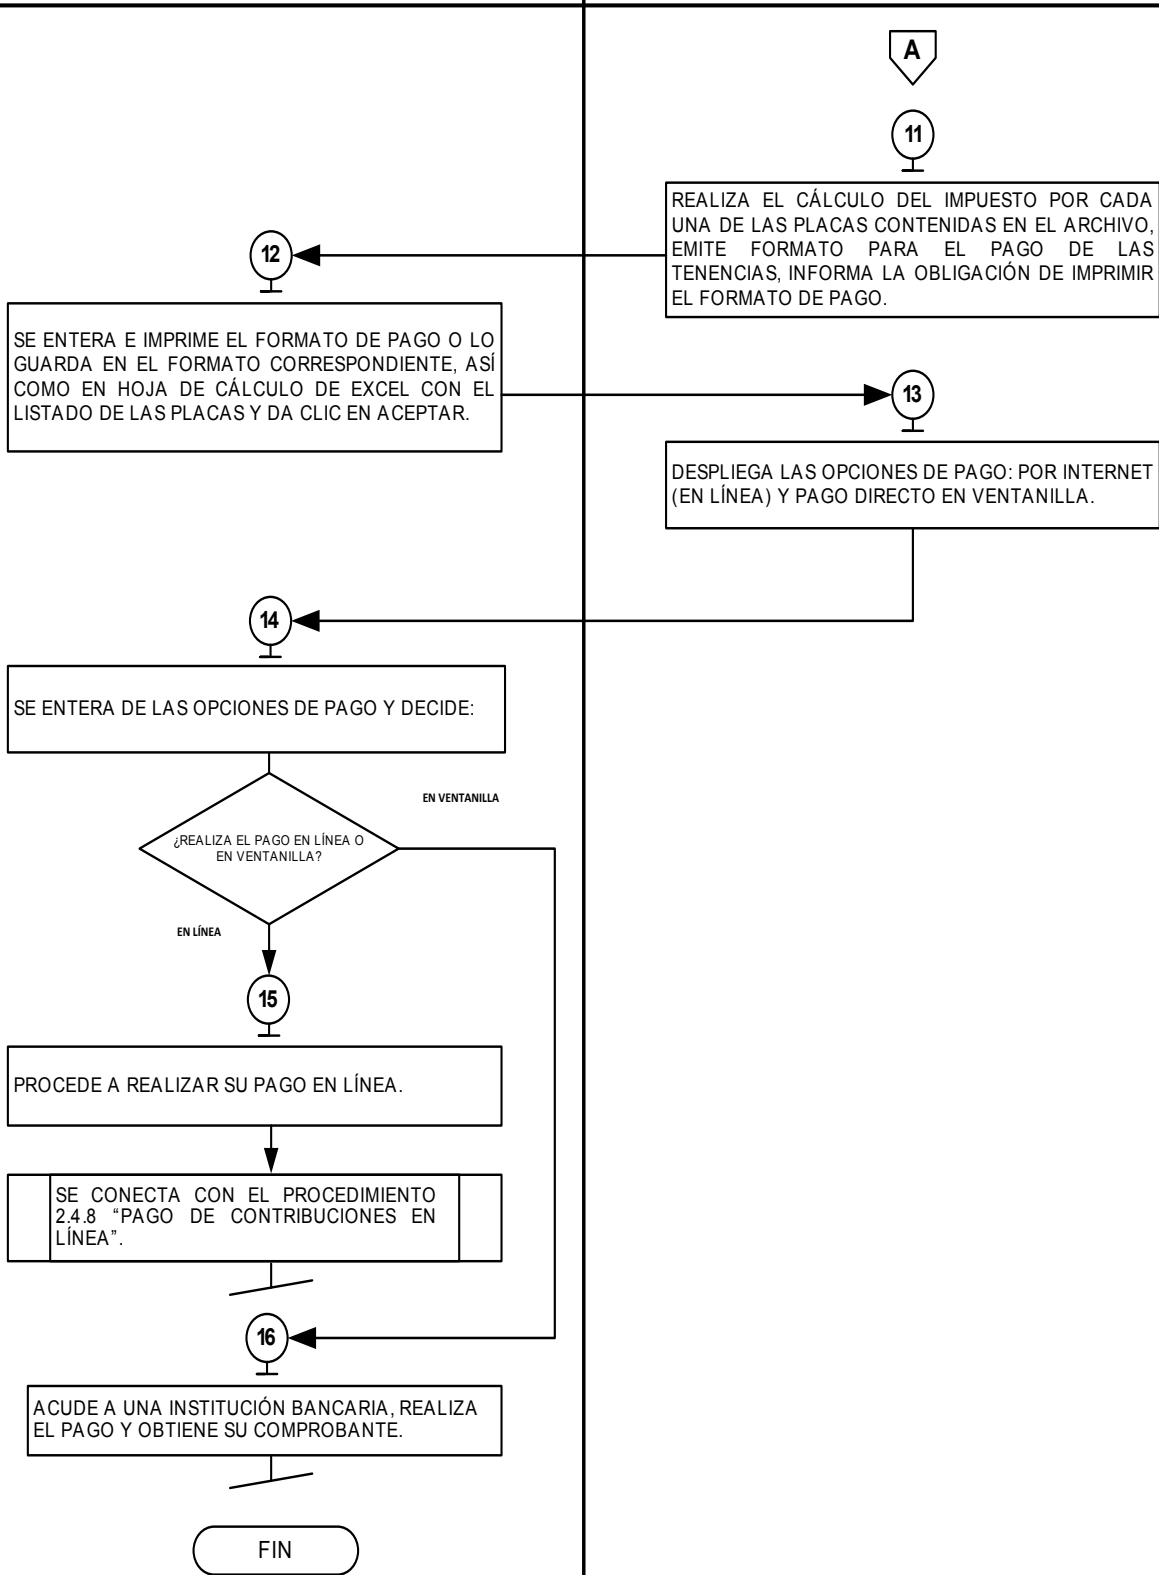 A
11
REALIZA EL CÁLCULO DEL IMPUESTO POR CADA
UNA DE LAS PLACAS CONTENIDAS EN EL ARCHIVO,
EMITE FORMATO PARA EL PAGO DE LAS
TENENCIAS, INFORMA LA OBLIGACIÓN DE IMPRIMIR
EL FORMATO DE PAGO.
12
SE ENTERA E IMPRIME EL FORMATO DE PAGO O LO
GUARDA EN EL FORMATO CORRESPONDIENTE, ASÍ
COMO EN HOJA DE CÁLCULO DE EXCEL CON EL
LISTADO DE LAS PLACAS Y DA CLIC EN ACEPTAR.
13
DESPLIEGA LAS OPCIONES DE PAGO: POR INTERNET
(EN LÍNEA) Y PAGO DIRECTO EN VENTANILLA.
14
SE ENTERA DE LAS OPCIONES DE PAGO Y DECIDE:
EN VENTANILLA
¿REALIZA EL PAGO EN LÍNEA O
EN VENTANILLA?
EN LÍNEA
15
PROCEDE A REALIZAR SU PAGO EN LÍNEA.
SE CONECTA CON EL PROCEDIMIENTO
2.4.8 “PAGO DE CONTRIBUCIONES EN
LÍNEA”.
16
ACUDE A UNA INSTITUCIÓN BANCARIA, REALIZA
EL PAGO Y OBTIENE SU COMPROBANTE.
FIN